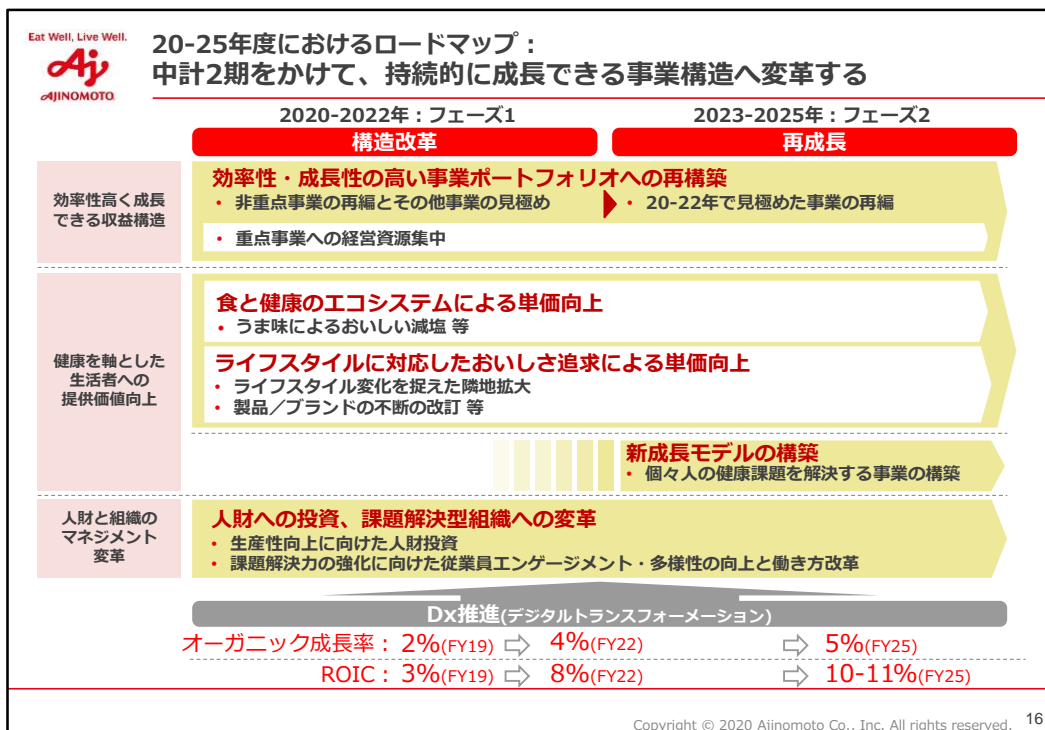 Eat Well, Live Well.
AJINOMOTO
20-25年度におけるロードマップ：
中計2期をかけて、持続的に成長できる事業構造へ変革する
2020-2022年：フェーズ1
2023-2025年：フェーズ2
構造改革
再成長
効率性高く成長
できる収益構造
効率性・成長性の高い事業ポートフォリオへの再構築
• 非重点事業の再編とその他事業の見極め
• 20-22年で見極めた事業の再編
• 重点事業への経営資源集中
健康を軸とした
生活者への
提供価値向上
食と健康のエコシステムによる単価向上
• うま味によるおいしい減塩 等
ライフスタイルに対応したおいしさ追求による単価向上
• ライフスタイル変化を捉えた隣地拡大
• 製品／ブランドの不断の改訂 等
新成長モデルの構築
• 個々人の健康課題を解決する事業の構築
人財と組織の
マネジメント
変革
人財への投資、課題解決型組織への変革
• 生産性向上に向けた人財投資
• 課題解決力の強化に向けた従業員エンゲージメント・多様性の向上と働き方改革
Dx推進(デジタルトランスフォーメーション)
オーガニック成長率：2%(FY19) ⇨ 4%(FY22) ⇨ 5%(FY25)
ROIC：3%(FY19) ⇨ 8%(FY22) ⇨ 10-11%(FY25)
Copyright © 2020 Ajinomoto Co., Inc. All rights reserved.
16